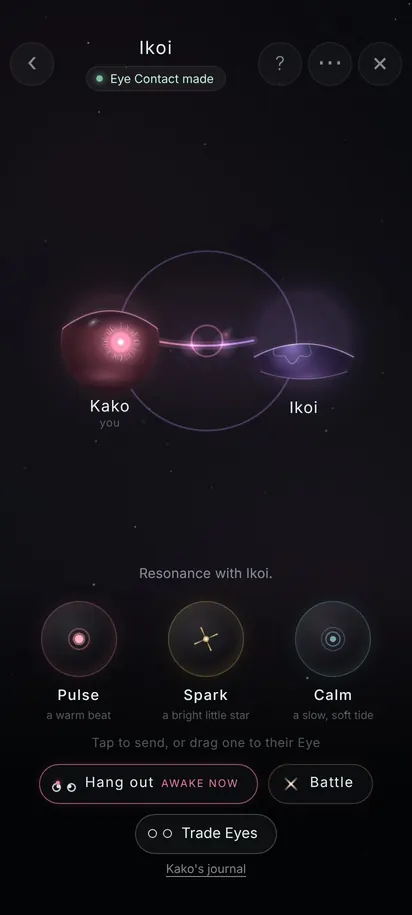 Ikoi
Eye Contact made
?
Kako
you
Ikoi
Resonance with Ikoi.
Pulse
a warm beat
Spark
a bright little star
Calm
a slow, soft tide
Tap to send, or drag one to their Eye
Hang out AWAKE NOW
Battle
Trade Eyes
Kako's journal